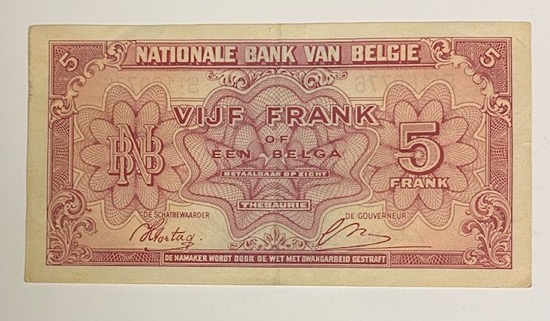 5 NATIONALE BANK VAN BELGIE 5
VIJF FRANK
OF
EEN BELGA
BETAALBAAR OP ZICHT
THESAURIE
BNB
5
FRANK
DE SCHATBEWAARDER
DE GOUVERNEUR
DE NAMAKER WORDT DOOR DE WET MET DWANGARBEID GESTRAFT